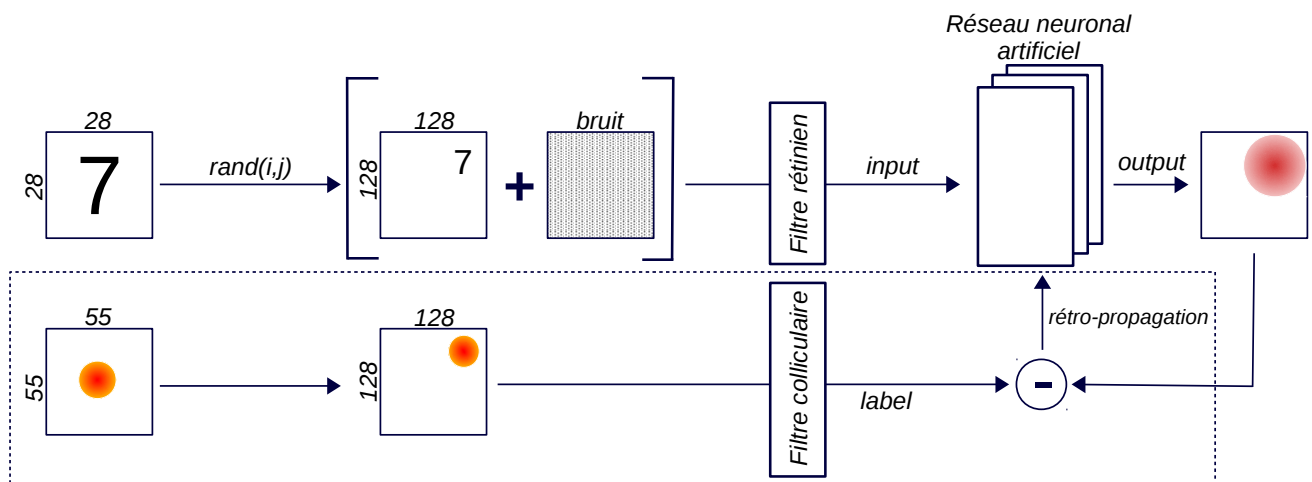 Réseau neuronal
artificiel
28
28
7
rand(i,j)
128
128
7
+
bruit
Filtre rétinien
input
output
55
55
128
128
Filtre colliculaire
label
-
rétro-propagation